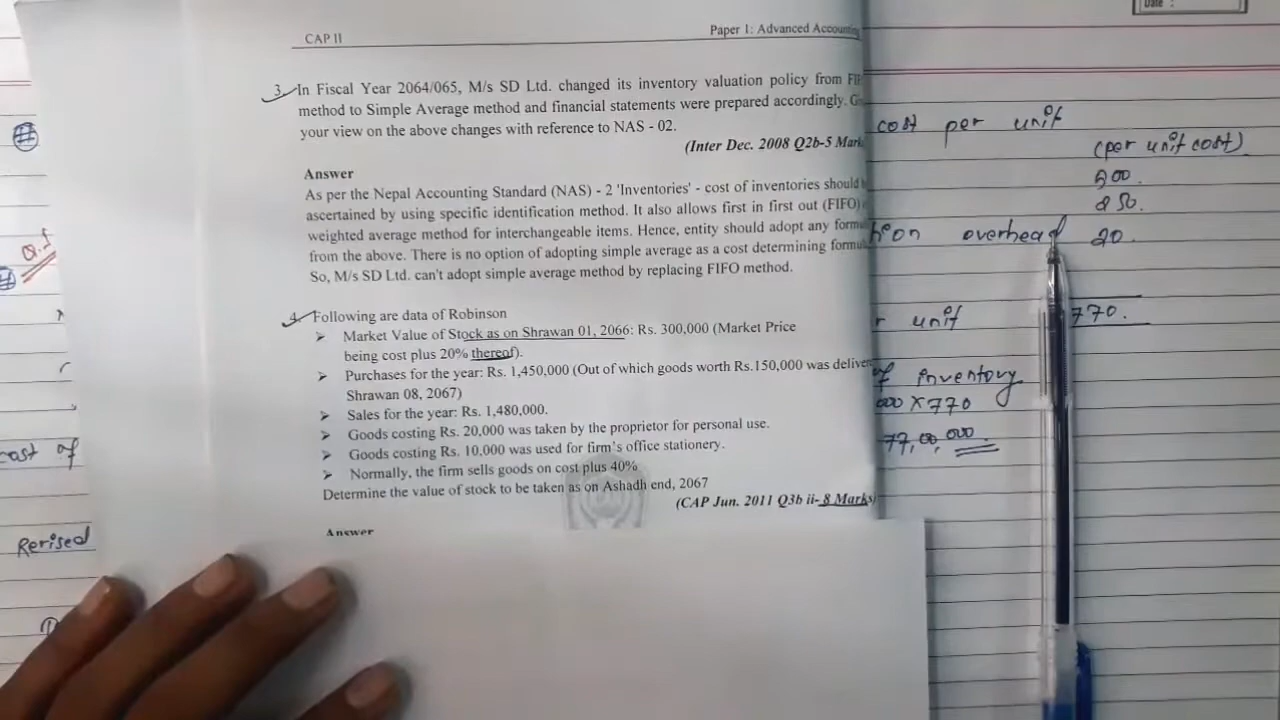 Date :
CAP II
Paper 1: Advanced Accounting
3. In Fiscal Year 2064/065, M/s SD Ltd. changed its inventory valuation policy from
method to Simple Average method and financial statements were prepared accordingly.
your view on the above changes with reference to NAS - 02.
(Inter Dec. 2008 Q2b-5 Mark
Answer
As per the Nepal Accounting Standard (NAS) - 2 'Inventories' - cost of inventories should
ascertained by using specific identification method. It also allows first in first out (FIFO)
weighted average method for interchangeable items. Hence, entity should adopt any
from the above. There is no option of adopting simple average as a cost determining
So, M/s SD Ltd. can't adopt simple average method by replacing FIFO method.
4. Following are data of Robinson
➢ Market Value of Stock as on Shrawan 01, 2066: Rs. 300,000 (Market Price
being cost plus 20% thereof).
➢ Purchases for the year: Rs. 1,450,000 (Out of which goods worth Rs.150,000 was
Shrawan 08, 2067)
➢ Sales for the year: Rs. 1,480,000.
➢ Goods costing Rs. 20,000 was taken by the proprietor for personal use.
➢ Goods costing Rs. 10,000 was used for firm's office stationery.
➢ Normally, the firm sells goods on cost plus 40%
Determine the value of stock to be taken as on Ashadh end, 2067
(CAP Jun. 2011 Q3b ii- 8 Marks)
Answer
cost per unit
(per unit cost)
500.
250.
overhead 20.
unit 770.
of inventory
000 X 770
77,00,000
cost of
Rerised